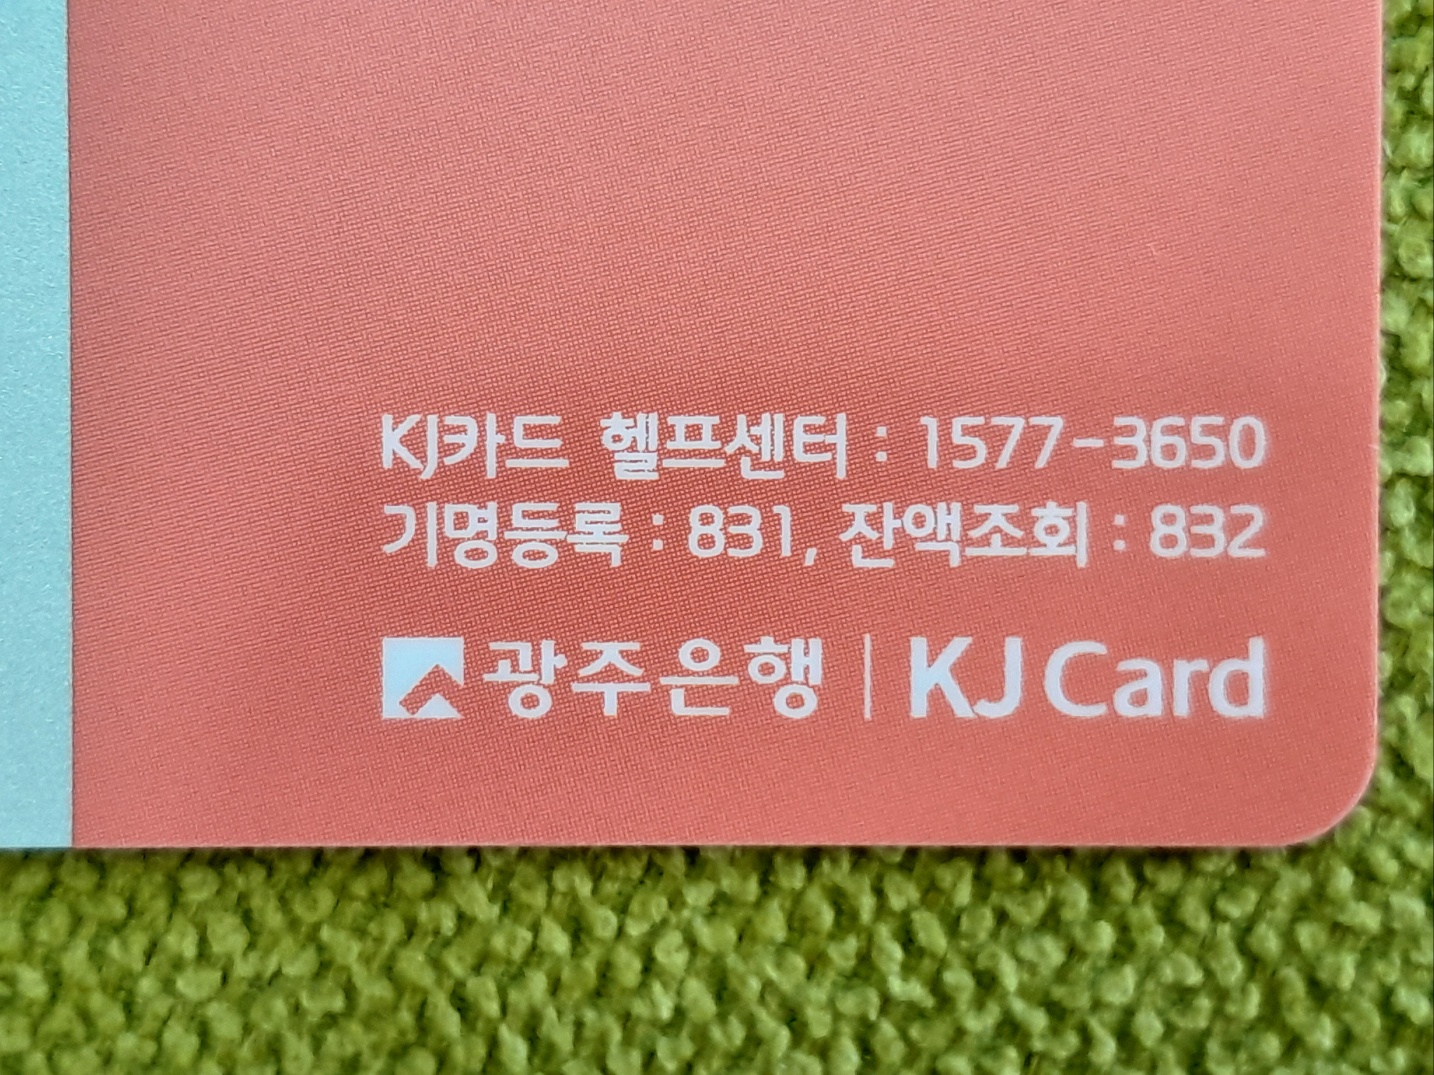 KJ카드 헬프센터 : 1577-3650
기명등록 : 831, 잔액조회 : 832
광주은행 | KJ Card